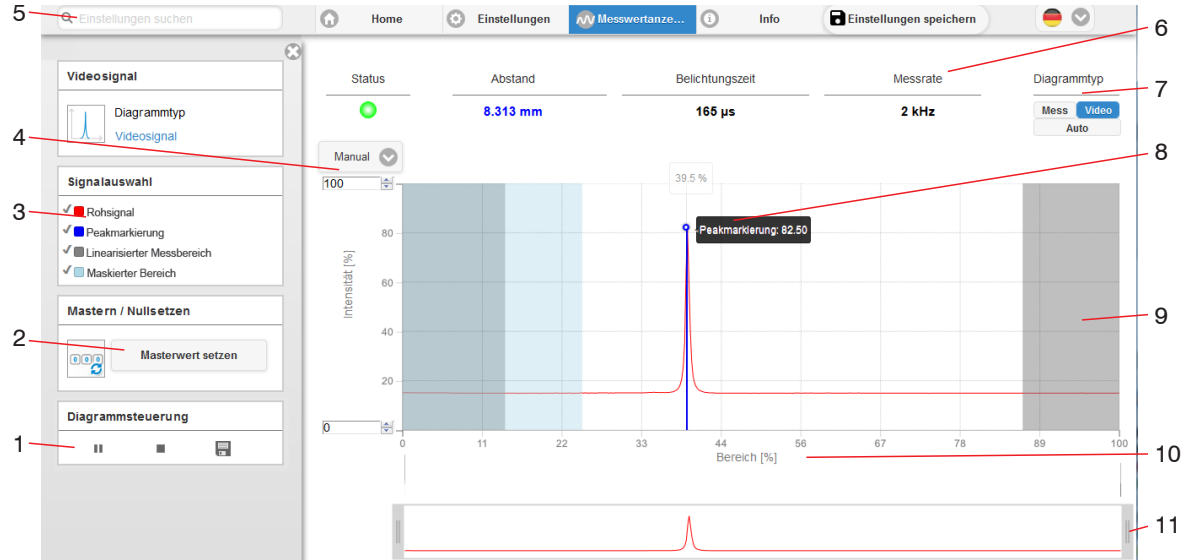 5
Einstellungen suchen
Home
Einstellungen
Messwertanze...
Info
Einstellungen speichern
6
Videosignal
Diagrammtyp
Videosignal
Status
Abstand
8.313 mm
Belichtungszeit
165 µs
Messrate
2 kHz
Diagrammtyp
Mess
Video
Auto
7
4
Manual
8
Signalauswahl
3
Rohsignal
Peakmarkierung
Linearisierter Messbereich
Maskierter Bereich
100
39.5 %
Peakmarkierung: 82.50
80
60
40
20
0
Intensität [%]
9
Mastern / Nullsetzen
2
0 0 0
Masterwert setzen
Diagrammsteuerung
1
0 11 22 33 44 56 67 78 89 100
Bereich [%]
10
11